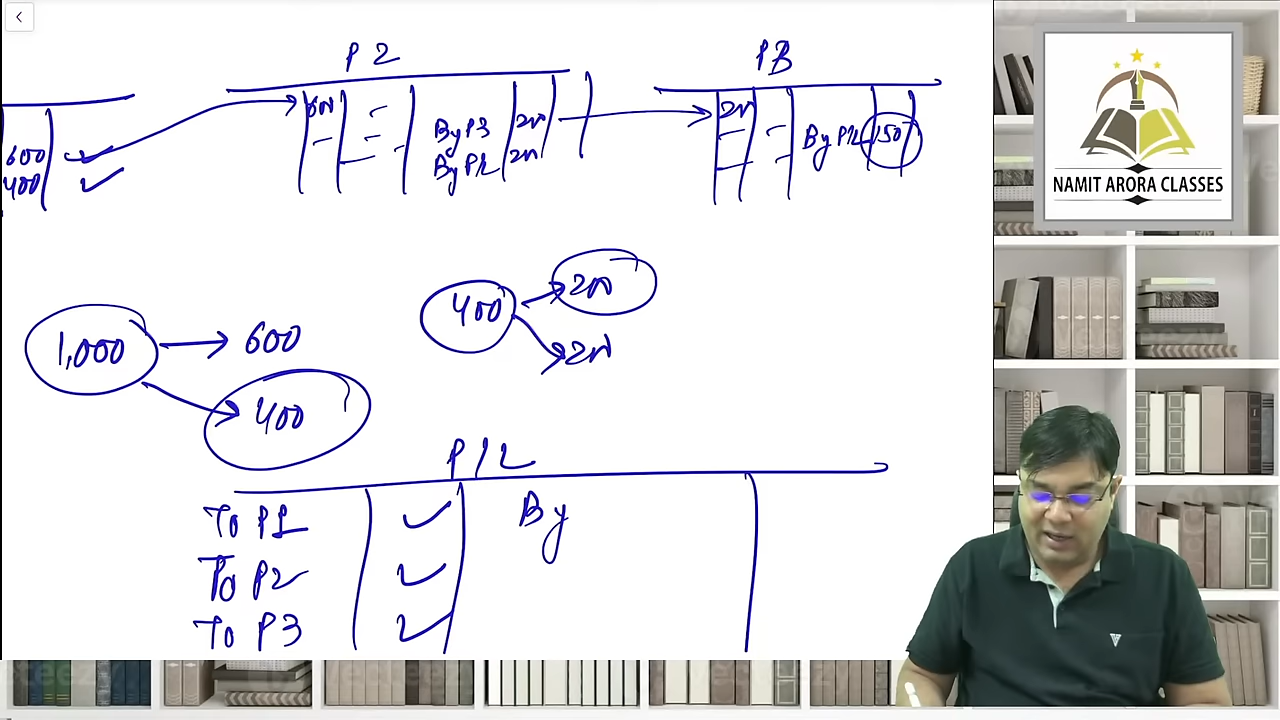 P2
PB
600
400
600
By P3
200
By P/L
200
200
By P/L
150
1,000
600
400
400
200
200
P/L
To P1
By
To P2
To P3
NAMIT ARORA CLASSES